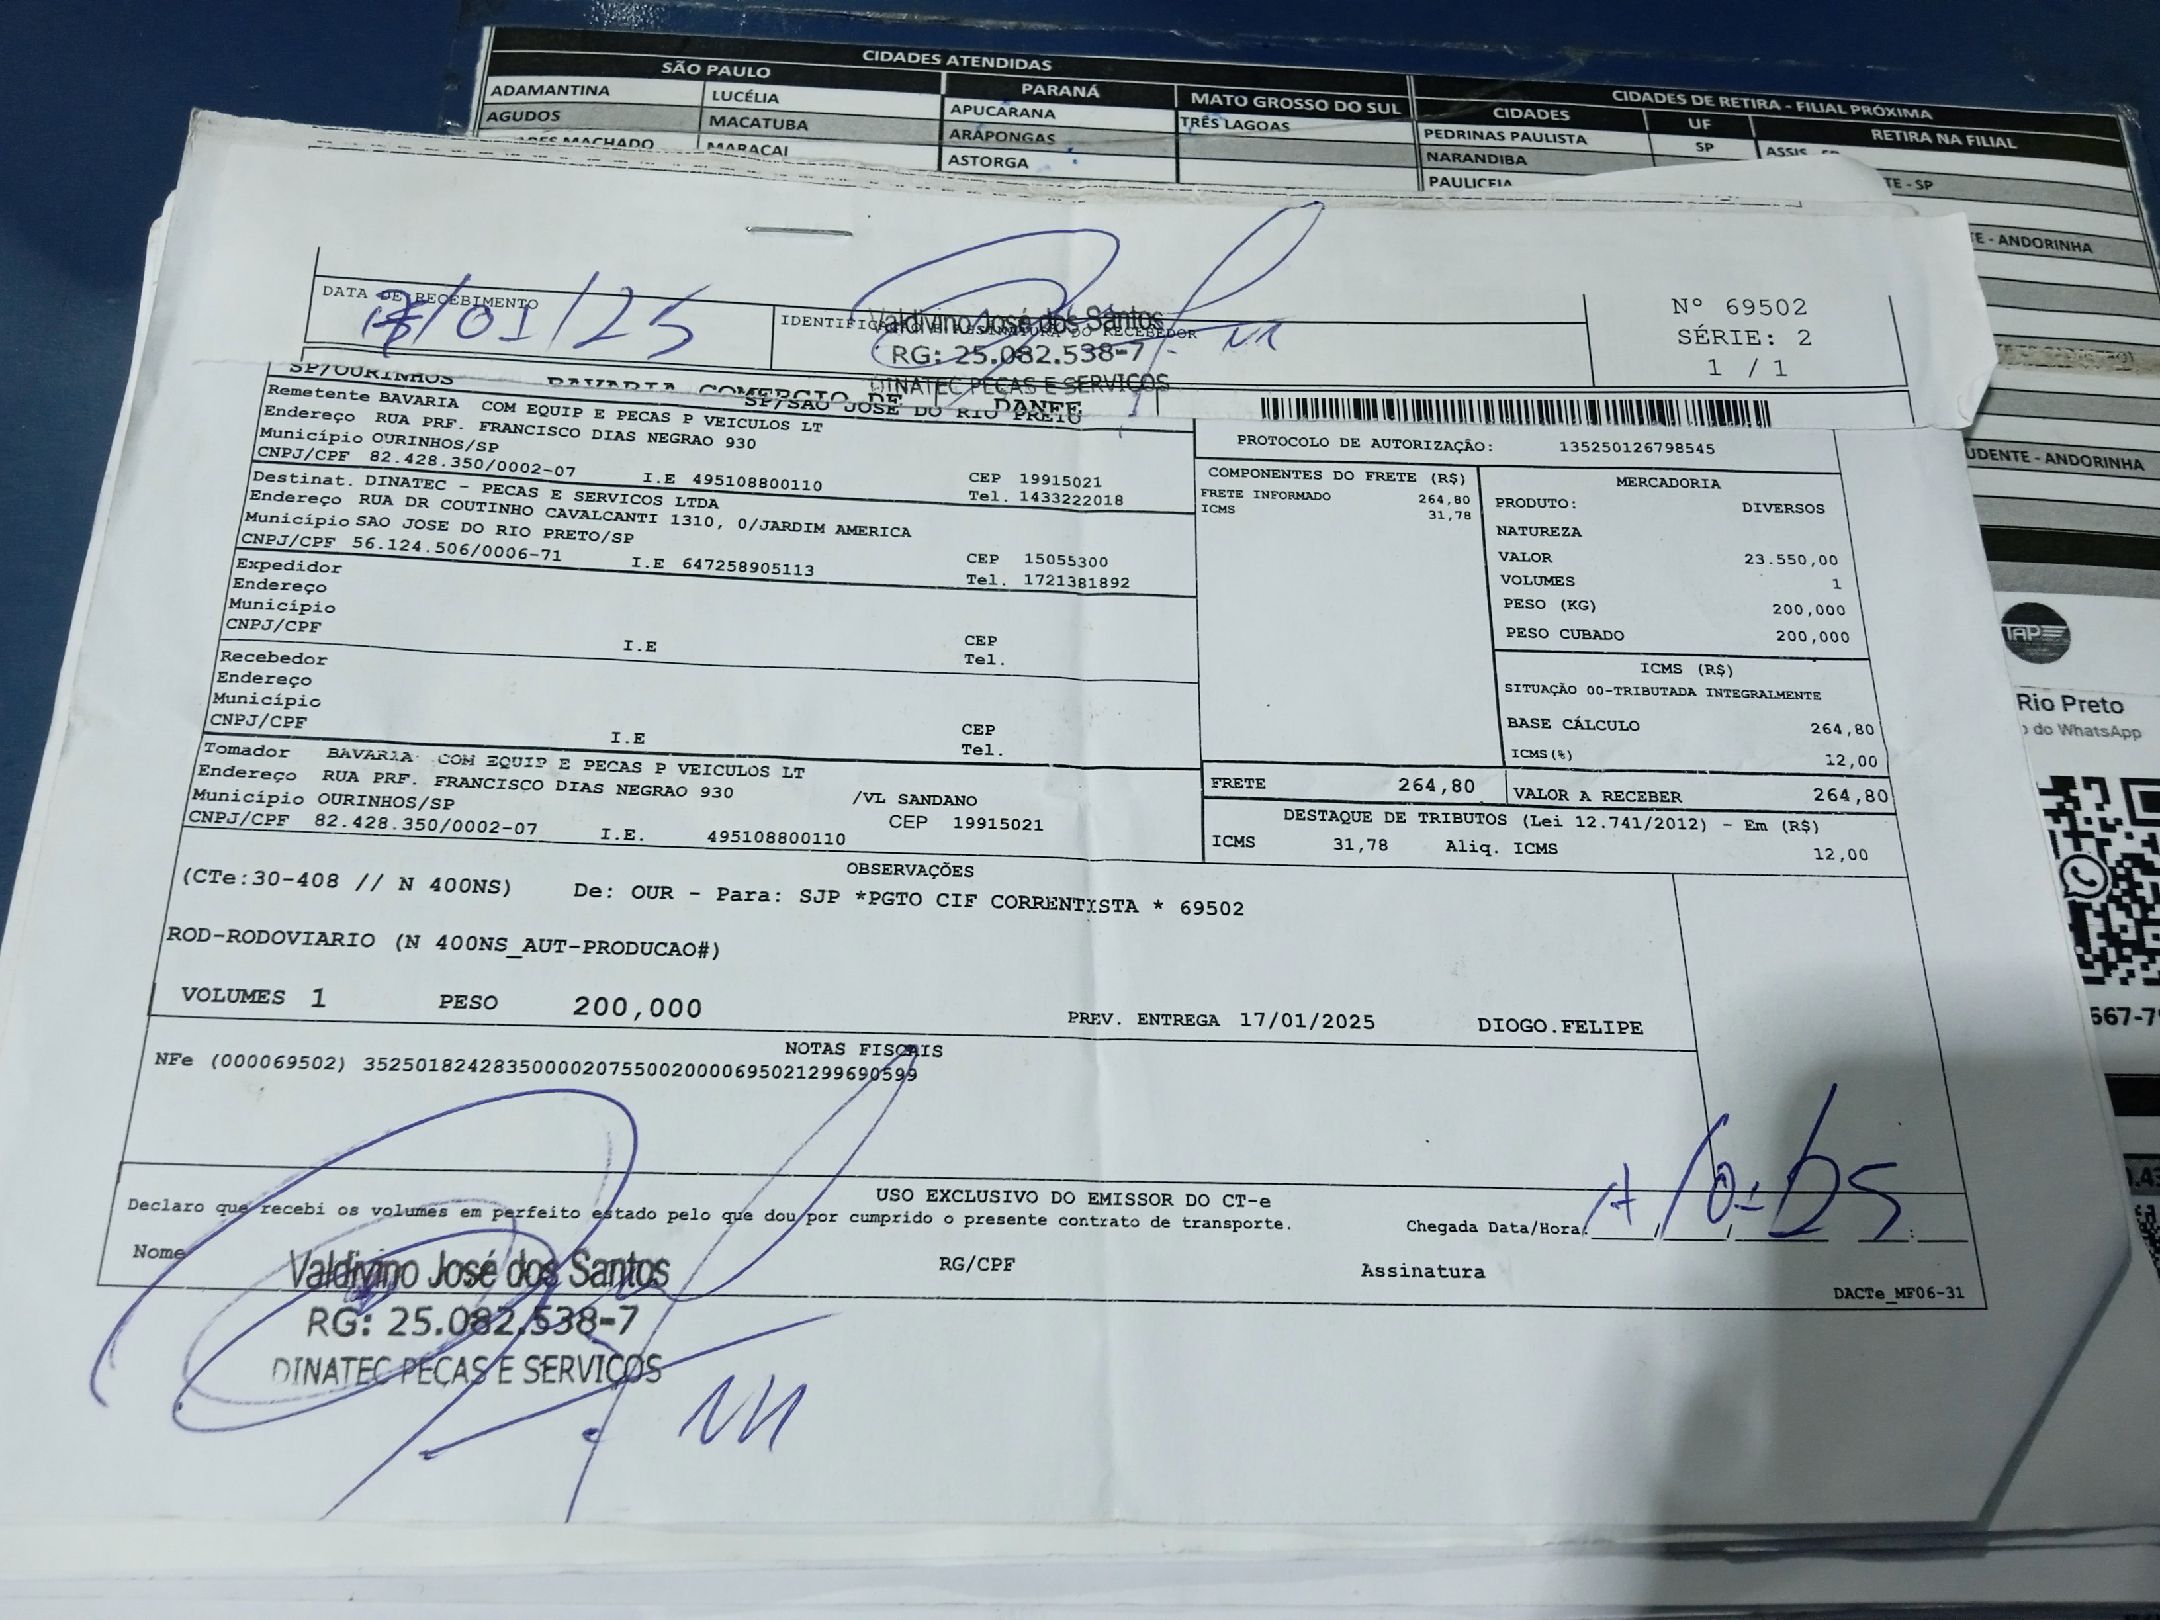 CIDADES ATENDIDAS
SÃO PAULO PARANÁ MATO GROSSO DO SUL
ADAMANTINA LUCÉLIA APUCARANA TRÊS LAGOAS
AGUDOS MACATUBA ARAPONGAS
MACHADO MARACAI ASTORGA
CIDADES DE RETIRA - FILIAL PRÓXIMA
CIDADES UF RETIRA NA FILIAL
PEDRINAS PAULISTA SP ASSIS
NARANDIBA
PAULICEIA TE - SP
E - ANDORINHA
UDENTE - ANDORINHA
DATA DE RECEBIMENTO
/01/25
IDENTIFICAÇÃO E ASSINATURA DO RECEBEDOR
Valdivino José dos Santos
RG: 25.082.538-7
DINATEC PEÇAS E SERVIÇOS
Nº 69502
SÉRIE: 2
1 / 1
SP/OURINHOS BAVARIA COMERCIO DE DANFE
SP/SAO JOSE DO RIO PRETO
Remetente BAVARIA COM EQUIP E PECAS P VEICULOS LT
Endereço RUA PRF. FRANCISCO DIAS NEGRAO 930
Município OURINHOS/SP CEP 19915021
CNPJ/CPF 82.428.350/0002-07 I.E 495108800110 Tel. 1433222018
Destinat. DINATEC - PECAS E SERVICOS LTDA
Endereço RUA DR COUTINHO CAVALCANTI 1310, 0/JARDIM AMERICA
Município SAO JOSE DO RIO PRETO/SP CEP 15055300
CNPJ/CPF 56.124.506/0006-71 I.E 647258905113 Tel. 1721381892
Expedidor
Endereço
Município CEP
CNPJ/CPF I.E Tel.
Recebedor
Endereço
Município CEP
CNPJ/CPF I.E Tel.
Tomador BAVARIA COM EQUIP E PECAS P VEICULOS LT
Endereço RUA PRF. FRANCISCO DIAS NEGRAO 930 /VL SANDANO
Município OURINHOS/SP CEP 19915021
CNPJ/CPF 82.428.350/0002-07 I.E. 495108800110
PROTOCOLO DE AUTORIZAÇÃO: 135250126798545
COMPONENTES DO FRETE (R$)
FRETE INFORMADO 264,80
ICMS 31,78
MERCADORIA
PRODUTO: DIVERSOS
NATUREZA
VALOR 23.550,00
VOLUMES 1
PESO (KG) 200,000
PESO CUBADO 200,000
ICMS (R$)
SITUAÇÃO 00-TRIBUTADA INTEGRALMENTE
BASE CÁLCULO 264,80
ICMS(%) 12,00
FRETE 264,80 VALOR A RECEBER 264,80
DESTAQUE DE TRIBUTOS (Lei 12.741/2012) - Em (R$)
ICMS 31,78 Aliq. ICMS 12,00
OBSERVAÇÕES
(CTe:30-408 // N 400NS) De: OUR - Para: SJP *PGTO CIF CORRENTISTA * 69502
ROD-RODOVIARIO (N 400NS_AUT-PRODUCAO#)
VOLUMES 1 PESO 200,000 PREV. ENTREGA 17/01/2025 DIOGO.FELIPE
NOTAS FISCAIS
NFe (000069502) 35250182428350000207550020000695021299690599
USO EXCLUSIVO DO EMISSOR DO CT-e
Declaro que recebi os volumes em perfeito estado pelo que dou por cumprido o presente contrato de transporte. Chegada Data/Hora:
Nome RG/CPF Assinatura
Valdivino José dos Santos
RG: 25.082.538-7
DINATEC PEÇAS E SERVIÇOS
DACTe_MF06-31
TAP
Rio Preto
do WhatsApp